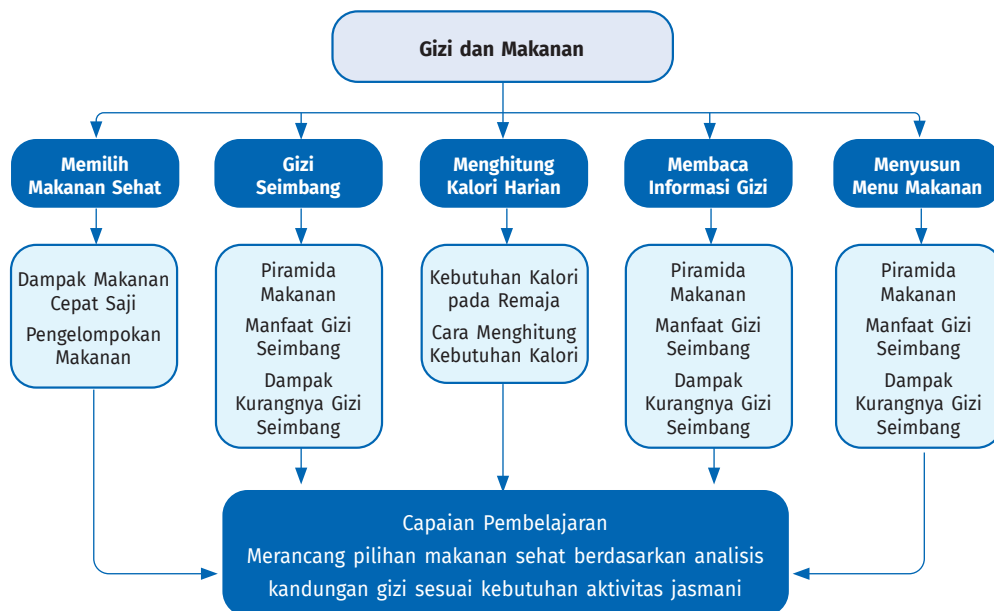 Gizi dan Makanan
Memilih
Makanan Sehat
Gizi
Seimbang
Menghitung
Kalori Harian
Membaca
Informasi Gizi
Menyusun
Menu Makanan
Dampak Makanan
Cepat Saji
Pengelompokan
Makanan
Piramida
Makanan
Manfaat Gizi
Seimbang
Dampak
Kurangnya Gizi
Seimbang
Kebutuhan Kalori
pada Remaja
Cara Menghitung
Kebutuhan Kalori
Piramida
Makanan
Manfaat Gizi
Seimbang
Dampak
Kurangnya Gizi
Seimbang
Piramida
Makanan
Manfaat Gizi
Seimbang
Dampak
Kurangnya Gizi
Seimbang
Capaian Pembelajaran
Merancang pilihan makanan sehat berdasarkan analisis
kandungan gizi sesuai kebutuhan aktivitas jasmani